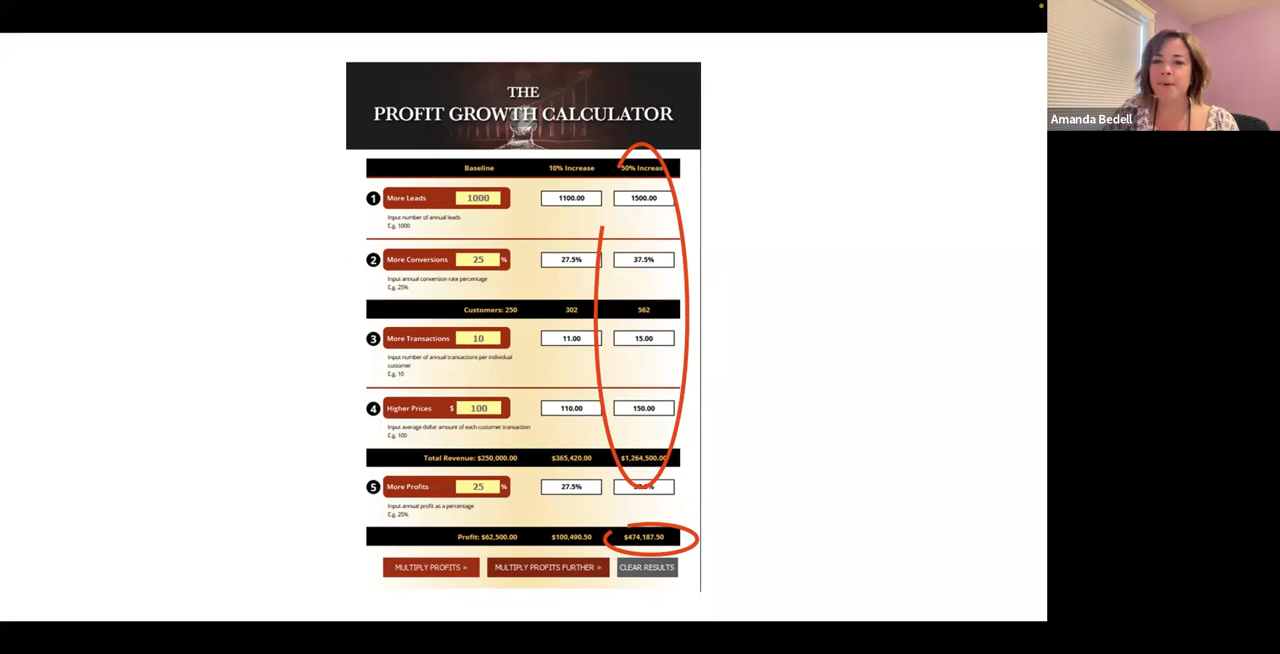 THE
PROFIT GROWTH CALCULATOR
Amanda Bedell
Baseline 10% Increase 50% Increase
1 More Leads 1000 1100.00 1500.00
Input number of annual leads
E.g. 1000
2 More Conversions 25 % 27.5% 37.5%
Input annual conversion rate percentage
E.g. 25%
Customers: 250 302 562
3 More Transactions 10 11.00 15.00
Input number of annual transactions per individual
customer
E.g. 10
4 Higher Prices $ 100 110.00 150.00
Input average dollar amount of each customer transaction
E.g. 100
Total Revenue: $250,000.00 $365,420.00 $1,264,500.00
5 More Profits 25 % 27.5%
Input annual profit as a percentage
E.g. 25%
Profit: $62,500.00 $100,490.50 $474,187.50
MULTIPLY PROFITS » MULTIPLY PROFITS FURTHER » CLEAR RESULTS